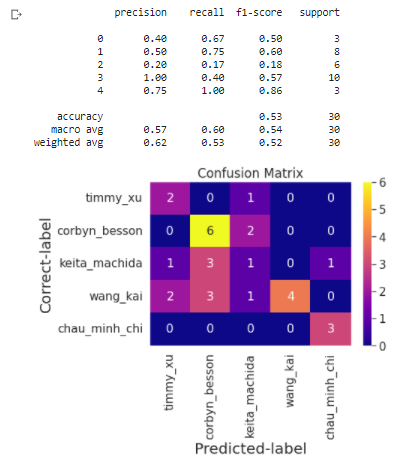 precision recall f1-score support
0 0.40 0.67 0.50 3
1 0.50 0.75 0.60 8
2 0.20 0.17 0.18 6
3 1.00 0.40 0.57 10
4 0.75 1.00 0.86 3
accuracy 0.53 30
macro avg 0.57 0.60 0.54 30
weighted avg 0.62 0.53 0.52 30
Confusion Matrix
Correct-label
timmy_xu 2 0 1 0 0
corbyn_besson 0 6 2 0 0
keita_machida 1 3 1 0 1
wang_kai 2 3 1 4 0
chau_minh_chi 0 0 0 0 3
timmy_xu corbyn_besson keita_machida wang_kai chau_minh_chi
Predicted-label
6
5
4
3
2
1
0